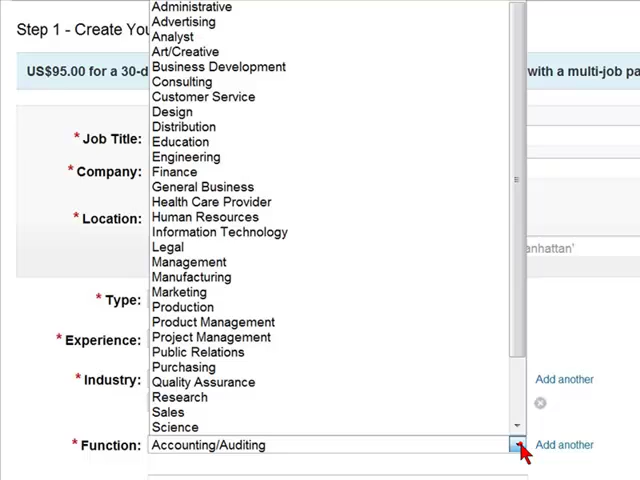 Administrative
Step 1 - Create You
Advertising
Analyst
Art/Creative
Business Development
US$95.00 for a 30-d
with a multi-job pa
Consulting
Customer Service
Design
Distribution
* Job Title:
Education
Engineering
* Company:
Finance
General Business
Health Care Provider
* Location:
Human Resources
Information Technology
Legal
anhattan'
Management
Manufacturing
Marketing
* Type:
Production
Product Management
Project Management
* Experience:
Public Relations
Purchasing
* Industry:
Add another
Quality Assurance
Research
Sales
Science
* Function:
Accounting/Auditing
Add another